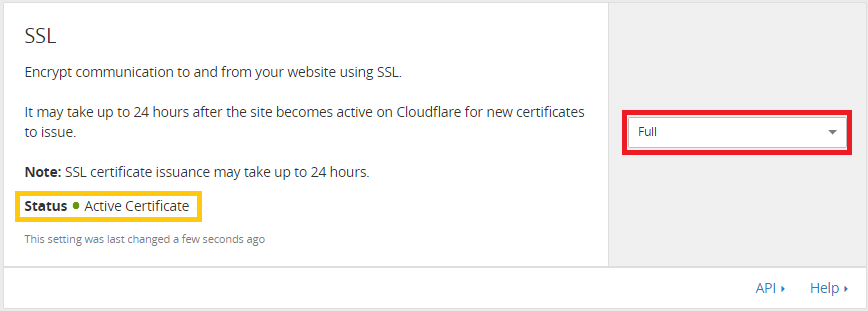 SSL
Encrypt communication to and from your website using SSL.
It may take up to 24 hours after the site becomes active on Cloudflare for new certificates
to issue.
Note: SSL certificate issuance may take up to 24 hours.
Status ● Active Certificate
This setting was last changed a few seconds ago
Full
API
Help